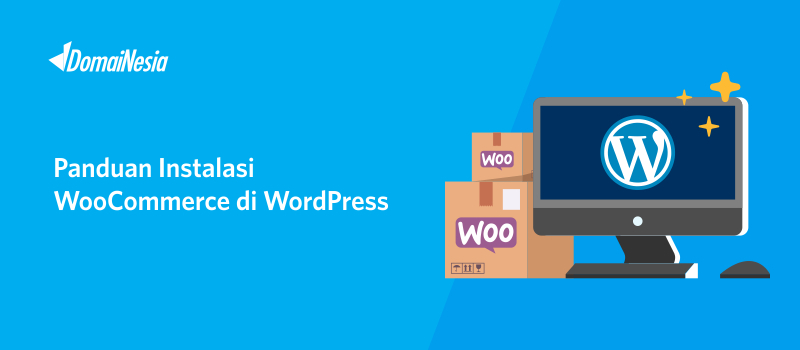 DomaiNesia
Panduan Instalasi
WooCommerce di WordPress
WOO
WOO
W